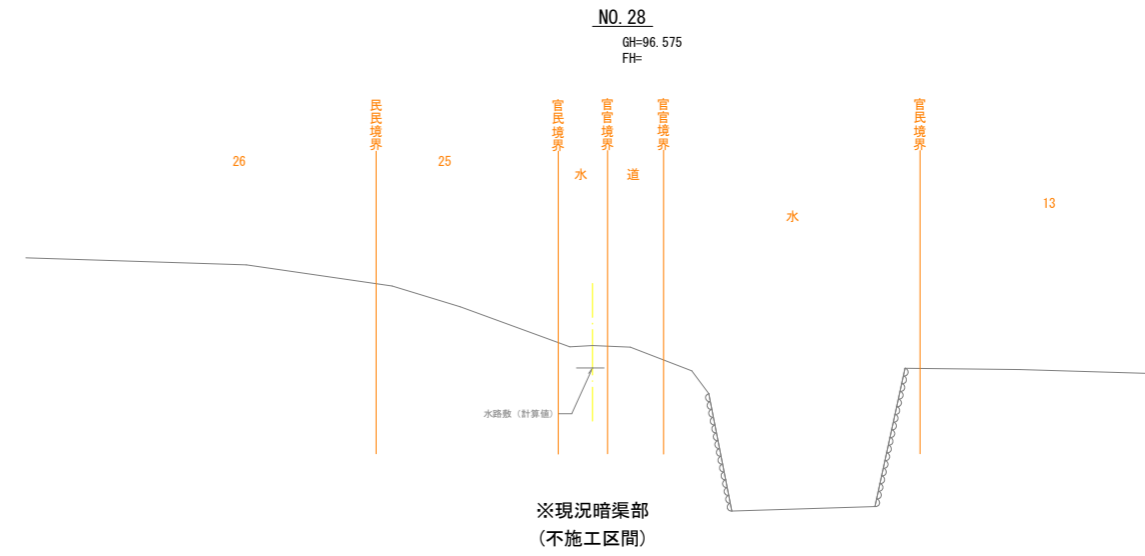 NO. 28
GH=96. 575
FH=
民民境界
官民境界
官官境界
官官境界
官民境界
26
25
水
道
水
13
水路敷（計算値）
※現況暗渠部
(不施工区間)